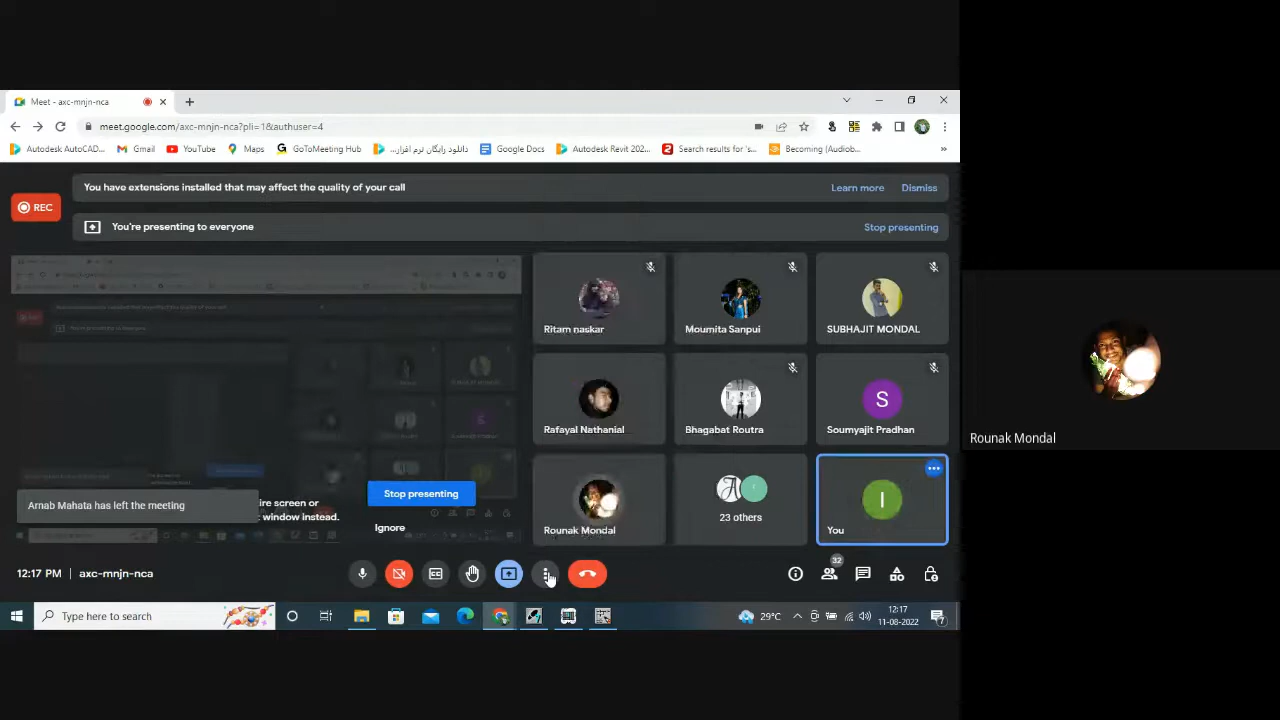 Meet - axc-mnjn-nca
meet.google.com/axc-mnjn-nca?pli=1&authuser=4
Autodesk AutoCAD... Gmail YouTube Maps GoToMeeting Hub دانلود رایگان نرم افزار... Google Docs Autodesk Revit 202... Search results for 's... Becoming (Audiob... »
You have extensions installed that may affect the quality of your call Learn more Dismiss
REC
You're presenting to everyone Stop presenting
Ritam naskar
Moumita Sanpui
SUBHAJIT MONDAL
Rafayal Nathanial
Bhagabat Routra
S
Soumyajit Pradhan
Rounak Mondal
A
23 others
I
You
Arnab Mahata has left the meeting
ire screen or
window instead.
Stop presenting
Ignore
12:17 PM | axc-mnjn-nca
32
Type here to search
29°C
12:17
11-08-2022
7
Rounak Mondal